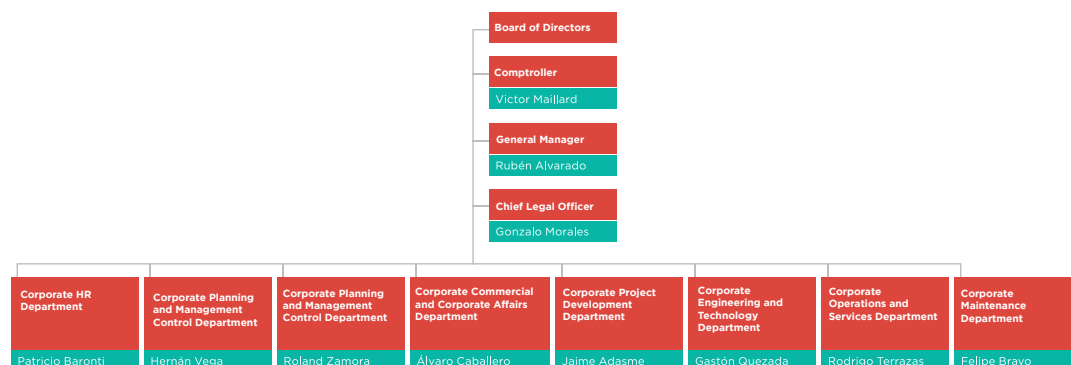 Board of Directors
Comptroller
Victor Maillard
General Manager
Rubén Alvarado
Chief Legal Officer
Gonzalo Morales
Corporate HR
Department
Patricio Baronti
Corporate Planning
and Management
Control Department
Hernán Vega
Corporate Planning
and Management
Control Department
Roland Zamora
Corporate Commercial
and Corporate Affairs
Department
Álvaro Caballero
Corporate Project
Development
Department
Jaime Adasme
Corporate
Engineering and
Technology
Department
Gastón Quezada
Corporate
Operations and
Services Department
Rodrigo Terrazas
Corporate
Maintenance
Department
Felipe Bravo